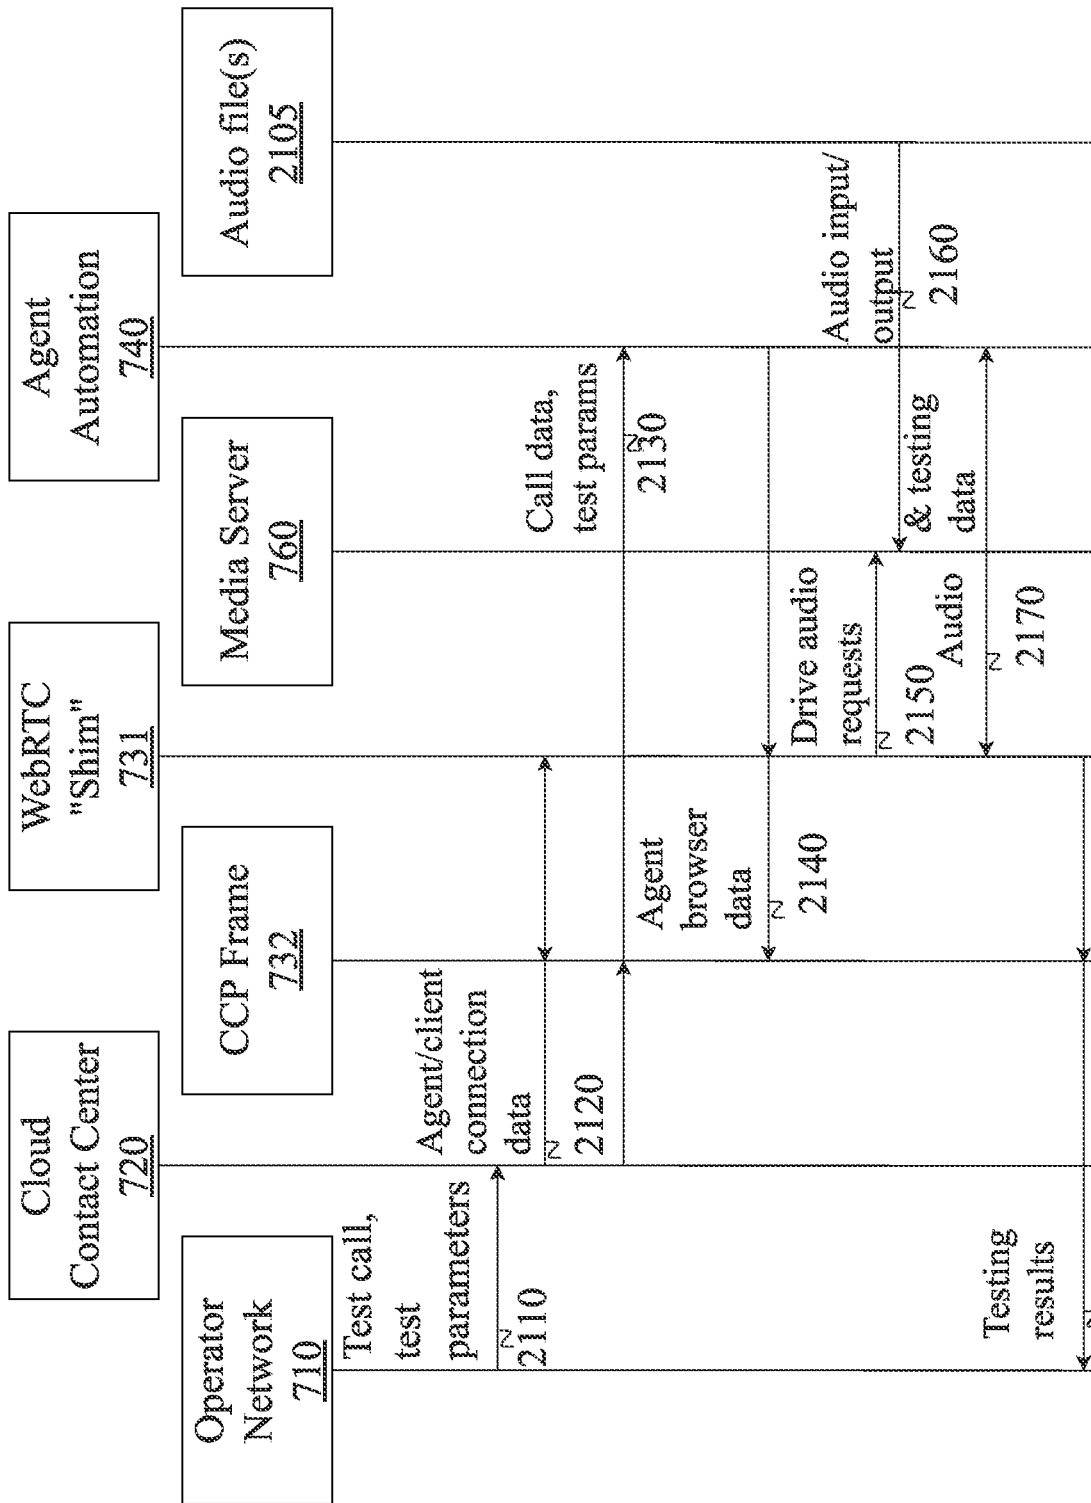 Operator
Network
710
Cloud
Contact Center
720
CCP Frame
732
WebRTC
"Shim"
731
Media Server
760
Agent
Automation
740
Audio file(s)
2105
Test call,
test
parameters
2110
Agent/client
connection
data
2120
Call data,
test params
2130
Agent
browser
data
2140
Drive audio
requests
2150
Audio input/
output
2160
Audio
& testing
data
2170
Testing
results